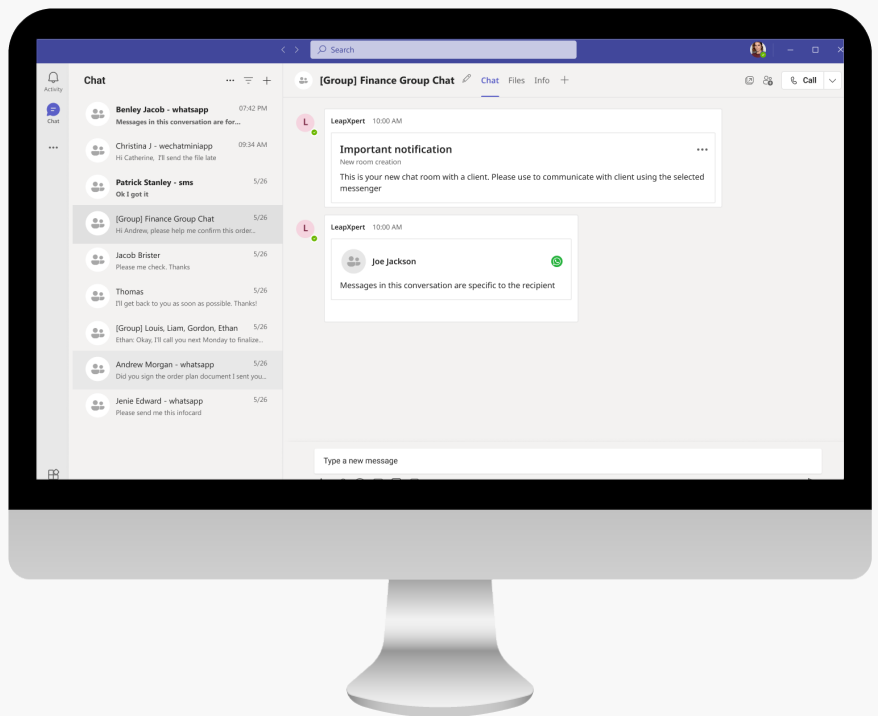 Search
Activity
Chat
Chat
Benley Jacob - whatsapp 07:42 PM
Messages in this conversation are for...
Christina J - wechatminiapp 09:34 AM
Hi Catherine, I'll send the file late
Patrick Stanley - sms 5/26
Ok I got it
[Group] Finance Group Chat 5/26
Hi Andrew, please help me confirm this order...
Jacob Brister 5/26
Please me check. Thanks
Thomas 5/26
I'll get back to you as soon as possible. Thanks!
[Group] Louis, Liam, Gordon, Ethan 5/26
Ethan: Okay, I'll call you next Monday to finalize...
Andrew Morgan - whatsapp 5/26
Did you sign the order plan document I sent you...
Jenie Edward - whatsapp 5/26
Please send me this infocard
[Group] Finance Group Chat Chat Files Info Call
L LeapXpert 10:00 AM
Important notification
New room creation
This is your new chat room with a client. Please use to communicate with client using the selected
messenger
L LeapXpert 10:00 AM
Joe Jackson
Messages in this conversation are specific to the recipient
Type a new message